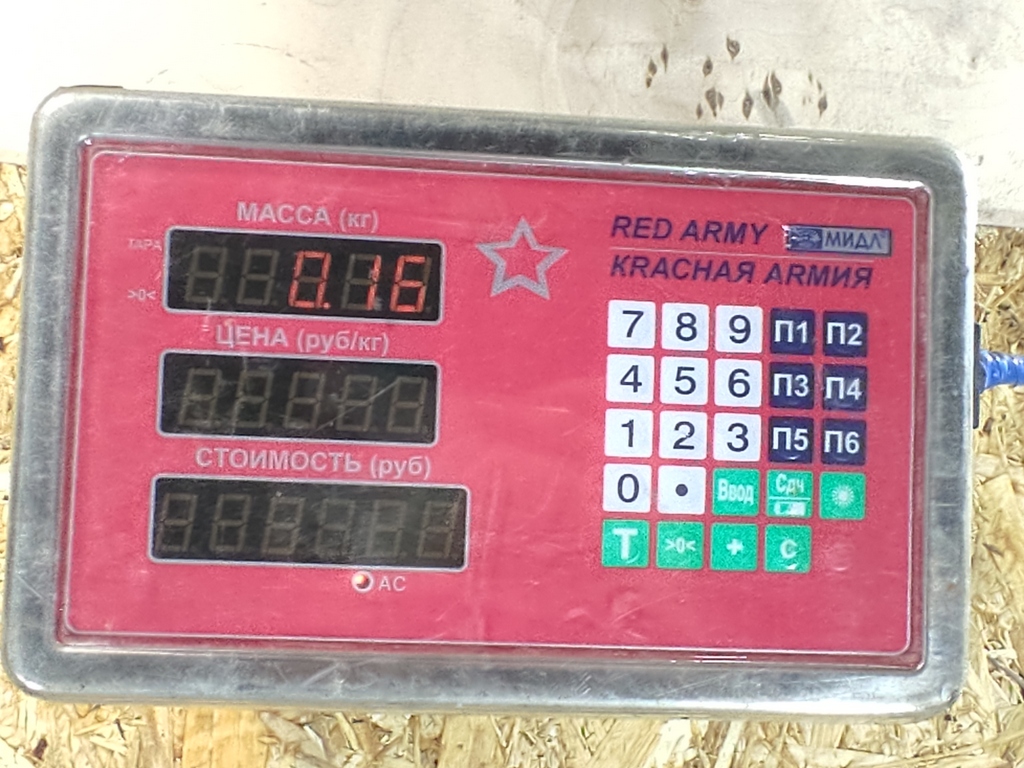 МАССА (кг)
ТАРА
0.16
>0<
ЦЕНА (руб/кг)
СТОИМОСТЬ (руб)
AC
RED ARMY МИДЛ
КRАСНАЯ АRМИЯ
7 8 9 П1 П2
4 5 6 П3 П4
1 2 3 П5 П6
0 • Ввод Сдч
T >0< + C